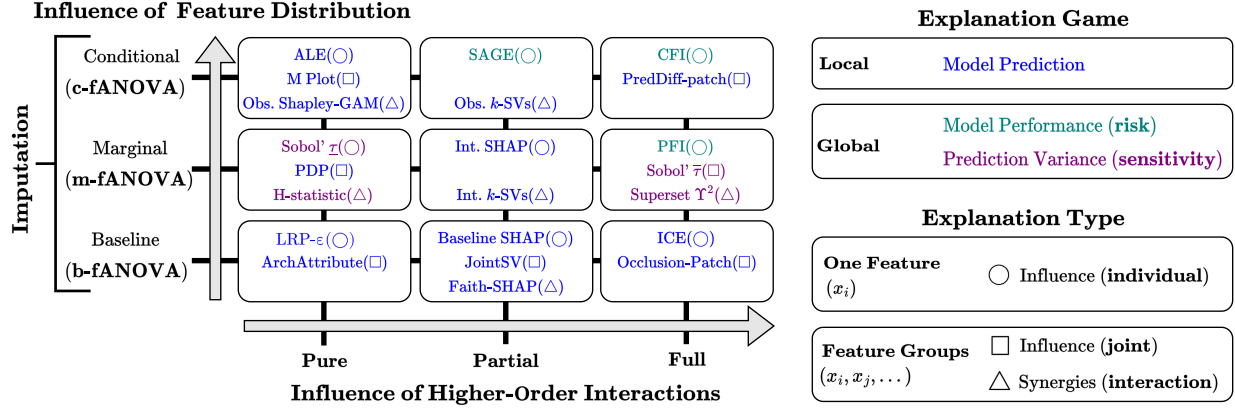 Influence of Feature Distribution
Imputation
Conditional
(c-fANOVA)
ALE(○)
M Plot(□)
Obs. Shapley-GAM(△)
SAGE(○)
Obs. k-SVs(△)
CFI(○)
PredDiff-patch(□)
Marginal
(m-fANOVA)
Sobol' τ(○)
PDP(□)
H-statistic(△)
Int. SHAP(○)
Int. k-SVs(△)
PFI(○)
Sobol' τ̅(□)
Superset Υ²(△)
Baseline
(b-fANOVA)
LRP-ε(○)
ArchAttribute(□)
Baseline SHAP(○)
JointSV(□)
Faith-SHAP(△)
ICE(○)
Occlusion-Patch(□)
Pure
Partial
Full
Influence of Higher-Order Interactions
Explanation Game
Local
Model Prediction
Global
Model Performance (risk)
Prediction Variance (sensitivity)
Explanation Type
One Feature
(xᵢ)
○ Influence (individual)
Feature Groups
(xᵢ, xⱼ, . . . )
□ Influence (joint)
△ Synergies (interaction)